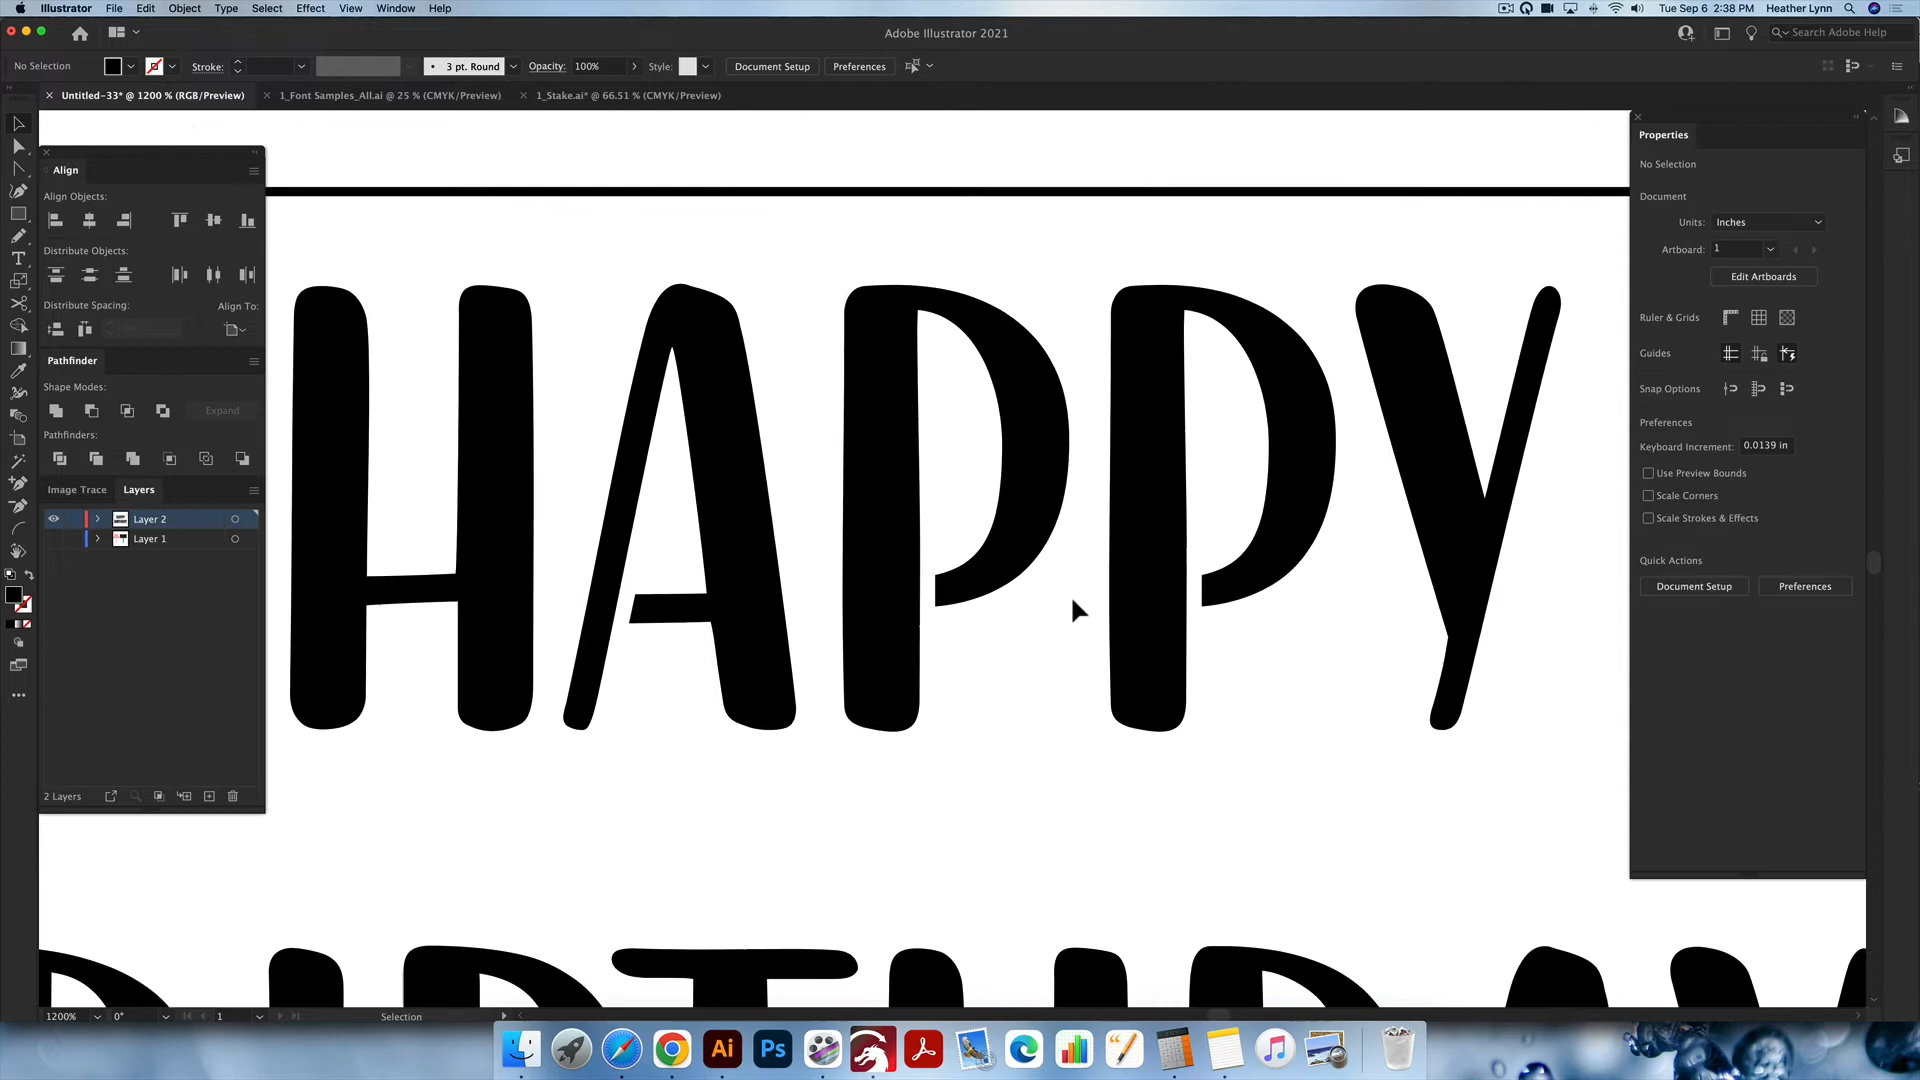 Illustrator File Edit Object Type Select Effect View Window Help Tue Sep 6 2:38 PM Heather Lynn
Adobe Illustrator 2021
Search Adobe Help
No Selection Stroke: 3 pt. Round Opacity: 100% Style: Document Setup Preferences
Untitled-33* @ 1200 % (RGB/Preview) 1_Font Samples_All.ai @ 25 % (CMYK/Preview) 1_Stake.ai* @ 66.51 % (CMYK/Preview)
Align
Align Objects:
Distribute Objects:
Distribute Spacing: Align To:
Pathfinder
Shape Modes:
Expand
Pathfinders:
Image Trace Layers
Layer 2
Layer 1
2 Layers
HAPPY
Properties
No Selection
Document
Units: Inches
Artboard: 1
Edit Artboards
Ruler & Grids
Guides
Snap Options
Preferences
Keyboard Increment: 0.0139 in
Use Preview Bounds
Scale Corners
Scale Strokes & Effects
Quick Actions
Document Setup Preferences
1200% 0° 1 Selection
Ai Ps